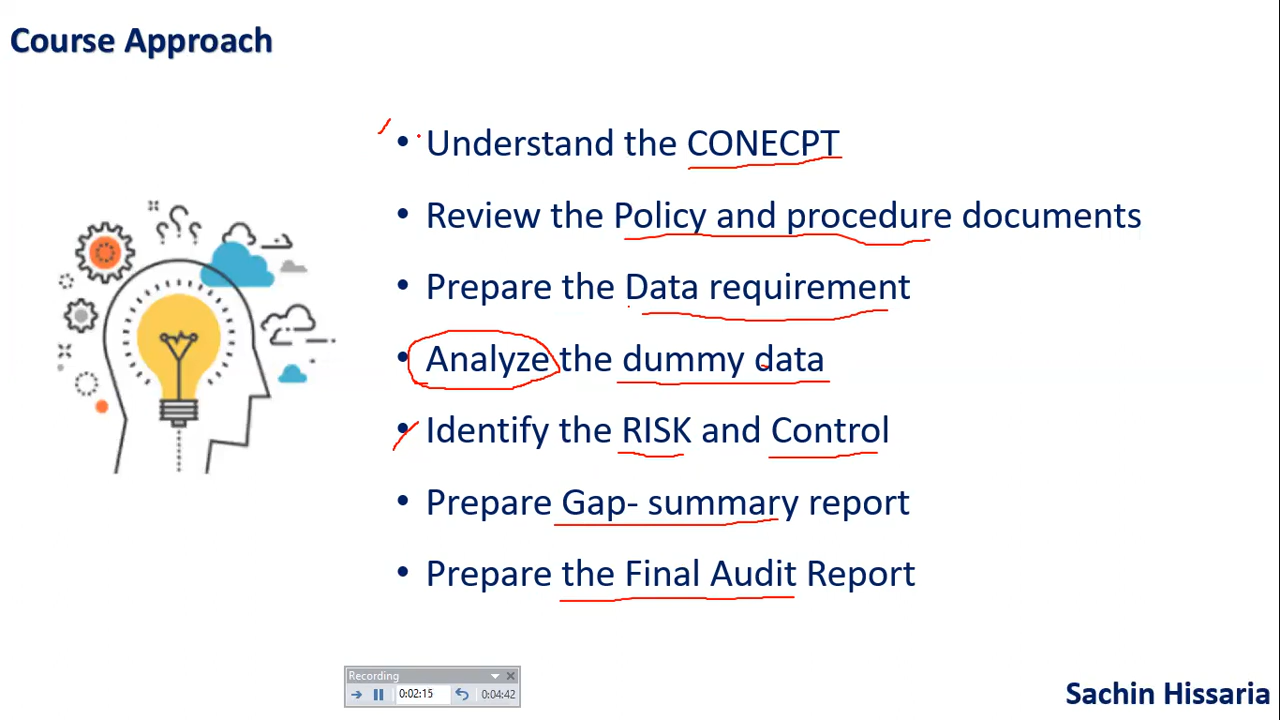 Course Approach
• Understand the CONECPT
• Review the Policy and procedure documents
• Prepare the Data requirement
• Analyze the dummy data
• Identify the RISK and Control
• Prepare Gap- summary report
• Prepare the Final Audit Report
Recording
0:02:15 0:04:42
Sachin Hissaria